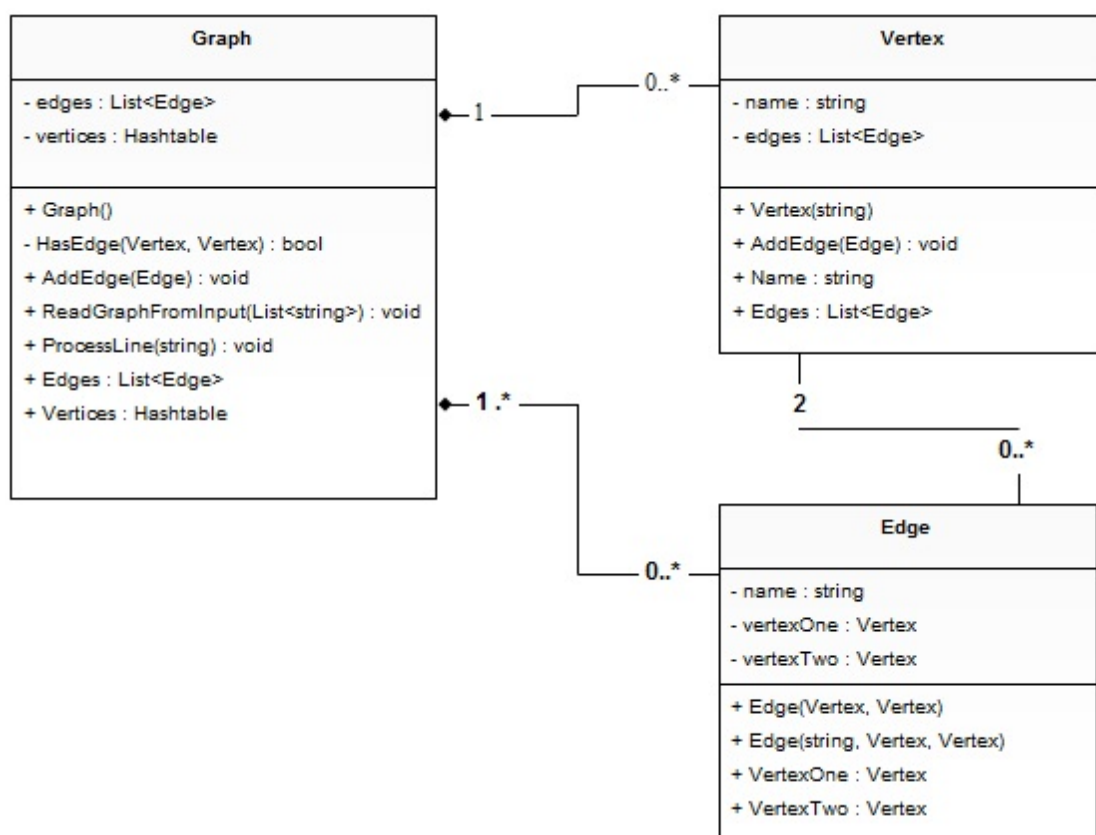 Graph
- edges : List<Edge>
- vertices : Hashtable
+ Graph()
- HasEdge(Vertex, Vertex) : bool
+ AddEdge(Edge) : void
+ ReadGraphFromInput(List<string>) : void
+ ProcessLine(string) : void
+ Edges : List<Edge>
+ Vertices : Hashtable
1
0..*
1 .*
0..*
Vertex
- name : string
- edges : List<Edge>
+ Vertex(string)
+ AddEdge(Edge) : void
+ Name : string
+ Edges : List<Edge>
2
0..*
Edge
- name : string
- vertexOne : Vertex
- vertexTwo : Vertex
+ Edge(Vertex, Vertex)
+ Edge(string, Vertex, Vertex)
+ VertexOne : Vertex
+ VertexTwo : Vertex